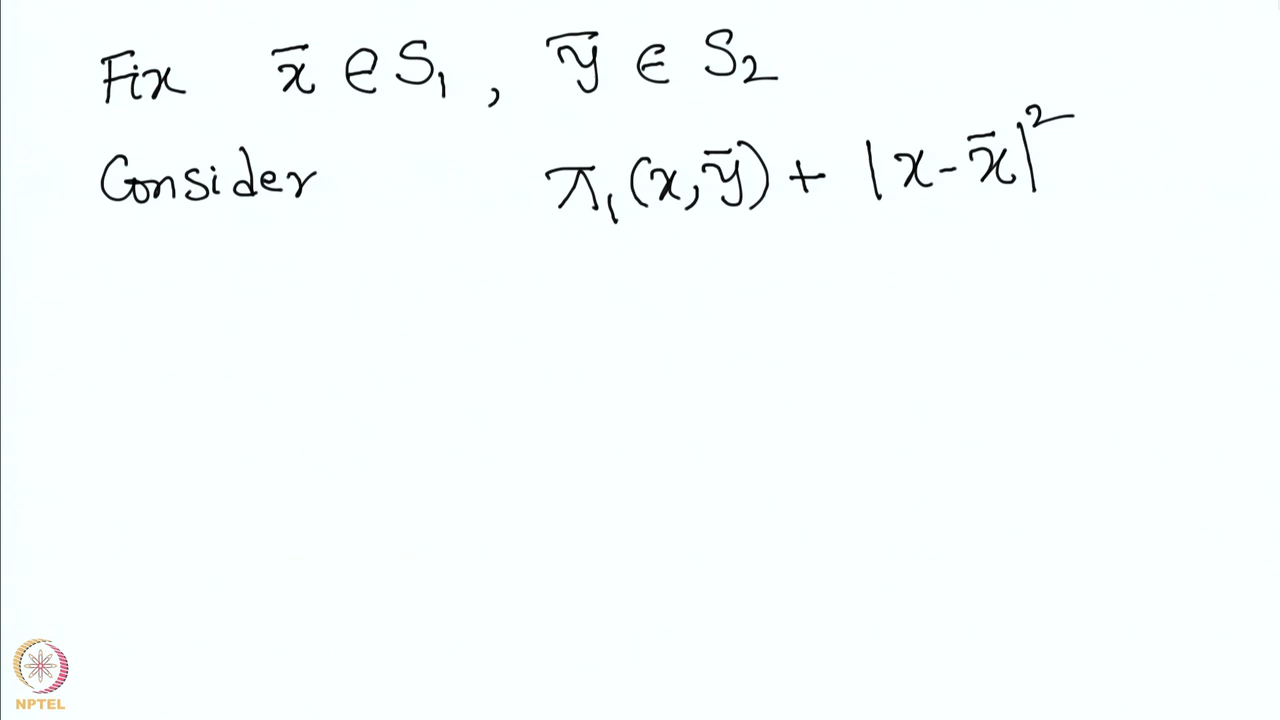 Fix x̄ ∈ S₁ , ȳ ∈ S₂
Consider π₁(x, ȳ) + |x - x̄|²
NPTEL